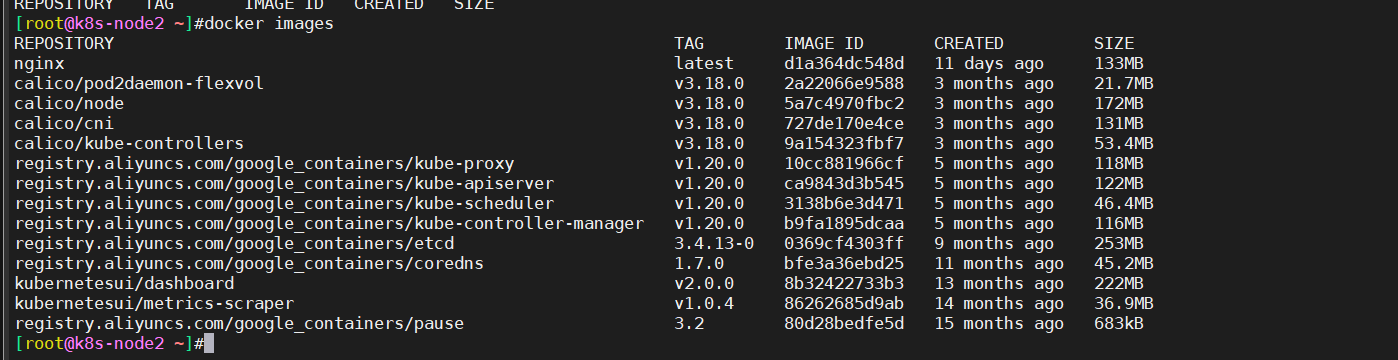 REPOSITORY   TAG       IMAGE ID   CREATED   SIZE
[root@k8s-node2 ~]#docker images
REPOSITORY                                                        TAG        IMAGE ID       CREATED         SIZE
nginx                                                             latest     d1a364dc548d   11 days ago     133MB
calico/pod2daemon-flexvol                                         v3.18.0    2a22066e9588   3 months ago    21.7MB
calico/node                                                       v3.18.0    5a7c4970fbc2   3 months ago    172MB
calico/cni                                                        v3.18.0    727de170e4ce   3 months ago    131MB
calico/kube-controllers                                           v3.18.0    9a154323fbf7   3 months ago    53.4MB
registry.aliyuncs.com/google_containers/kube-proxy                v1.20.0    10cc881966cf   5 months ago    118MB
registry.aliyuncs.com/google_containers/kube-apiserver            v1.20.0    ca9843d3b545   5 months ago    122MB
registry.aliyuncs.com/google_containers/kube-scheduler            v1.20.0    3138b6e3d471   5 months ago    46.4MB
registry.aliyuncs.com/google_containers/kube-controller-manager   v1.20.0    b9fa1895dcaa   5 months ago    116MB
registry.aliyuncs.com/google_containers/etcd                      3.4.13-0   0369cf4303ff   9 months ago    253MB
registry.aliyuncs.com/google_containers/coredns                   1.7.0      bfe3a36ebd25   11 months ago   45.2MB
kubernetesui/dashboard                                            v2.0.0     8b32422733b3   13 months ago   222MB
kubernetesui/metrics-scraper                                      v1.0.4     86262685d9ab   14 months ago   36.9MB
registry.aliyuncs.com/google_containers/pause                     3.2        80d28bedfe5d   15 months ago   683kB
[root@k8s-node2 ~]#